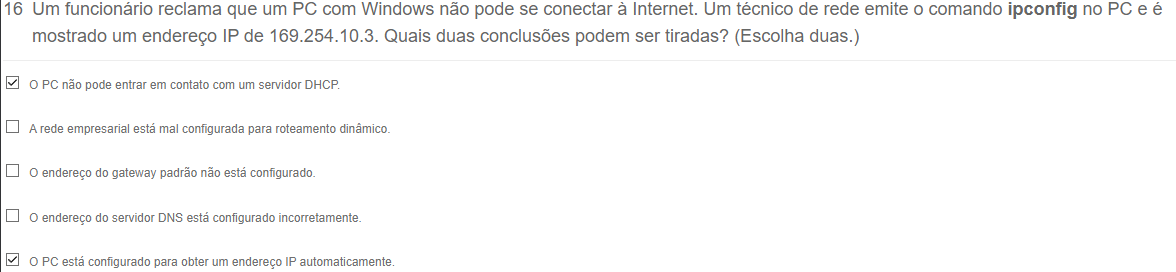 16 Um funcionário reclama que um PC com Windows não pode se conectar à Internet. Um técnico de rede emite o comando ipconfig no PC e é
mostrado um endereço IP de 169.254.10.3. Quais duas conclusões podem ser tiradas? (Escolha duas.)
O PC não pode entrar em contato com um servidor DHCP.
A rede empresarial está mal configurada para roteamento dinâmico.
O endereço do gateway padrão não está configurado.
O endereço do servidor DNS está configurado incorretamente.
O PC está configurado para obter um endereço IP automaticamente.